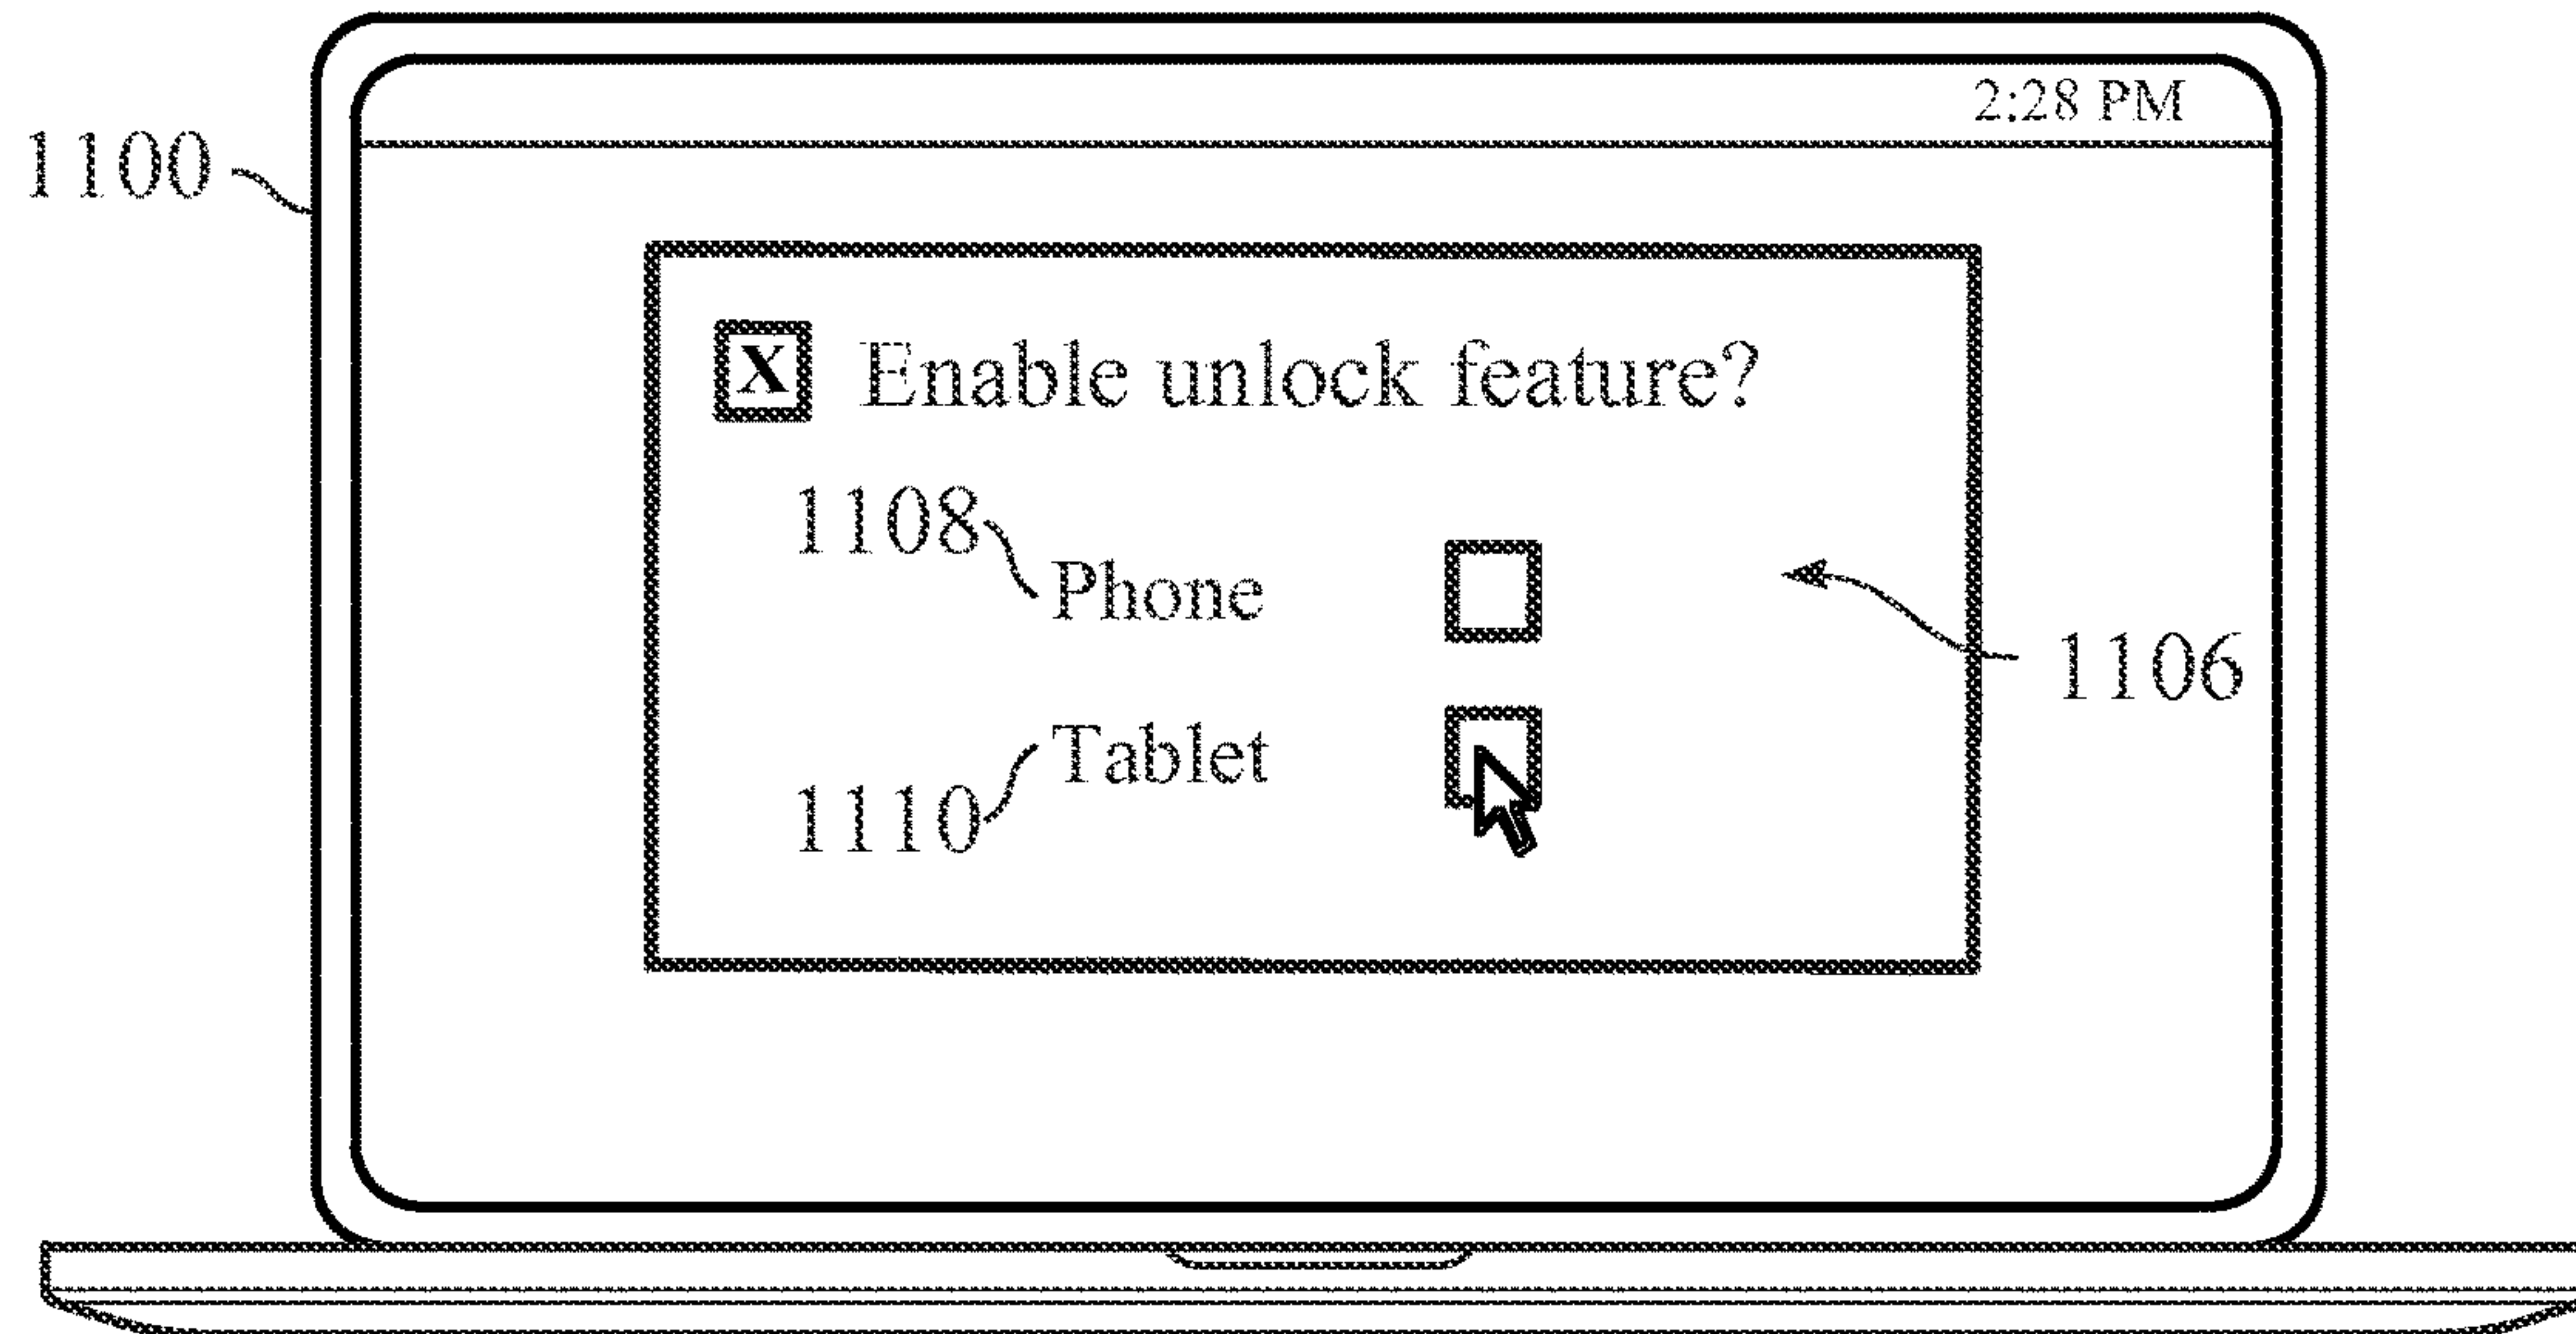 2:28 PM
1100
X Enable unlock feature?
1108
Phone
1106
Tablet
1110